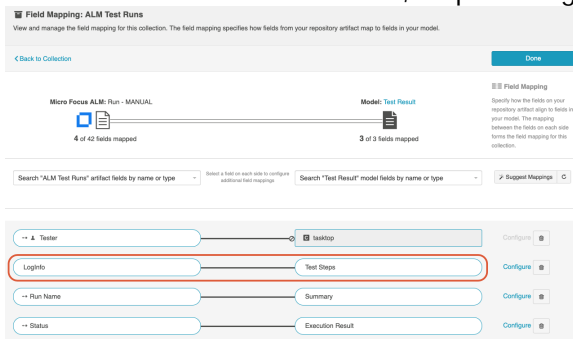 Field Mapping: ALM Test Runs
View and manage the field mapping for this collection. The field mapping specifies how fields from your repository artifact map to fields in your model.
Back to Collection
Done
Field Mapping
Specify how the fields on your
repository artifact align to fields in
your model. The mapping
between the fields on each side
forms the field mapping for this
collection.
Micro Focus ALM: Run - MANUAL
Model: Test Result
4 of 42 fields mapped
3 of 3 fields mapped
Search "ALM Test Runs" artifact fields by name or type
Select a field on each side to configure
additional field mappings
Search "Test Result" model fields by name or type
Suggest Mappings
Tester
C tasktop
Configure
LogInfo
Test Steps
Configure
→ Run Name
Summary
Configure
→ Status
Execution Result
Configure